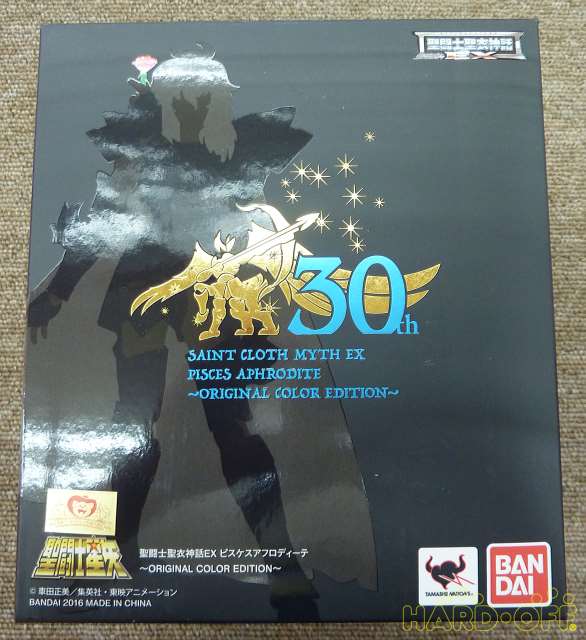 聖闘士聖衣神話
EX
30th
SAINT CLOTH MYTH EX
PISCES APHRODITE
~ORIGINAL COLOR EDITION~
聖闘士星矢
聖闘士聖衣神話EX ピスケスアフロディーテ
~ORIGINAL COLOR EDITION~
© 車田正美/集英社・東映アニメーション
BANDAI 2016 MADE IN CHINA
TAMASHII NATIONS
BAN
DAI
HARD・OFF